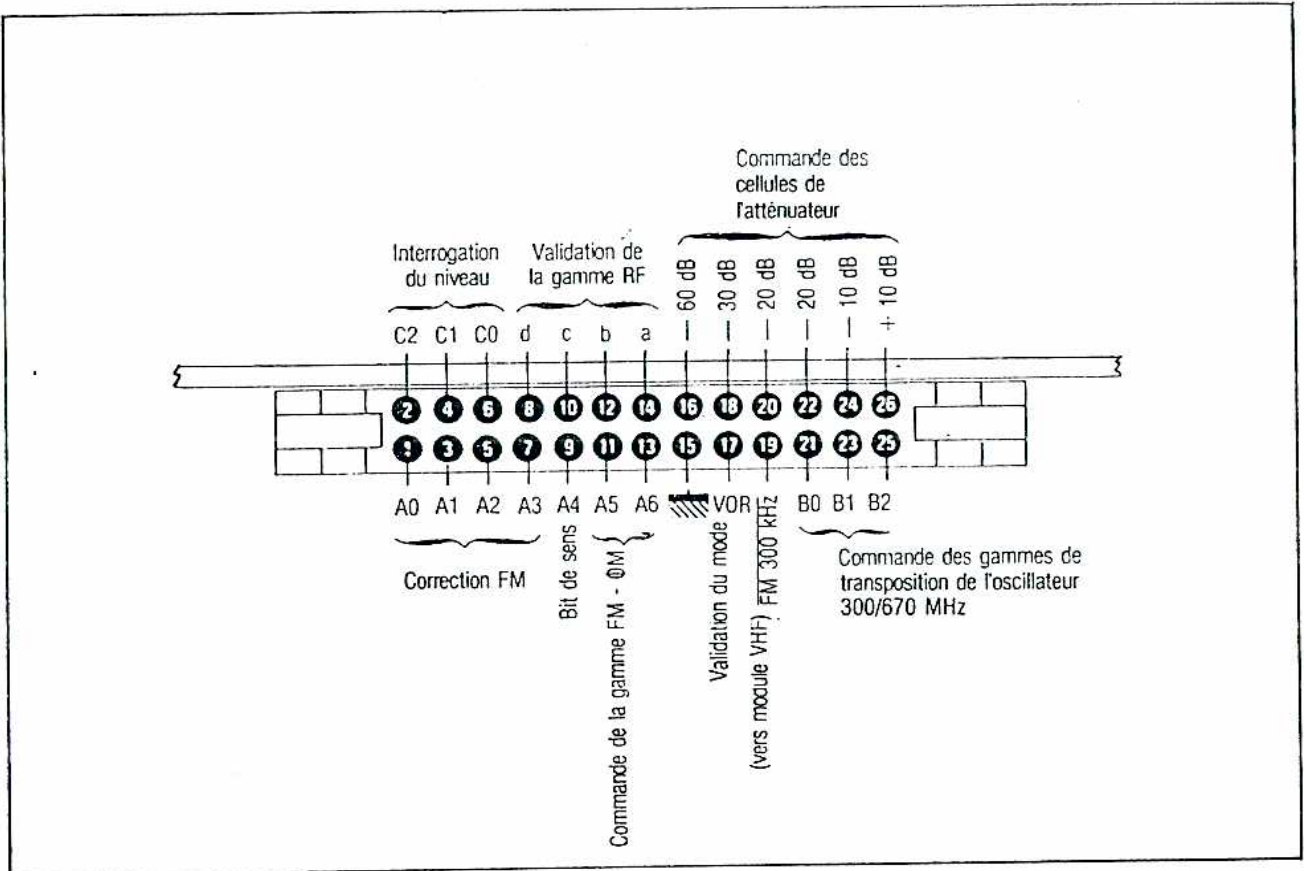 Commande des
cellules de
l'atténuateur
Interrogation
du niveau
Validation de
la gamme RF
C2 C1 C0 d c b a — 60 dB — 30 dB — 20 dB — 20 dB — 10 dB + 10 dB
2 4 6 8 10 12 14 16 18 20 22 24 26
1 3 5 7 9 11 13 15 17 19 21 23 25
A0 A1 A2 A3 A4 A5 A6 VOR FM 300 kHz B0 B1 B2
Correction FM
Bit de sens
Commande de la gamme FM - ΦM
Validation du mode
(vers module VHF)
Commande des gammes de
transposition de l'oscillateur
300/670 MHz